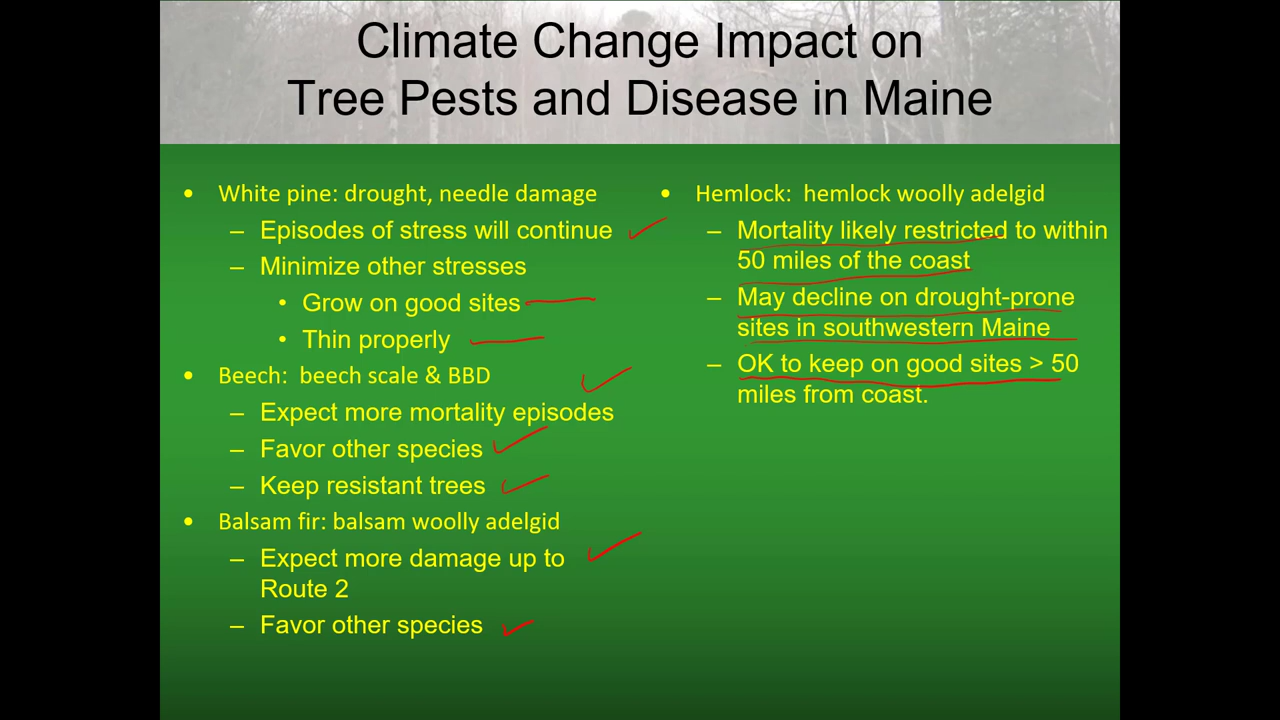 Climate Change Impact on
Tree Pests and Disease in Maine
• White pine: drought, needle damage
– Episodes of stress will continue
– Minimize other stresses
• Grow on good sites
• Thin properly
• Beech: beech scale & BBD
– Expect more mortality episodes
– Favor other species
– Keep resistant trees
• Balsam fir: balsam woolly adelgid
– Expect more damage up to
Route 2
– Favor other species
• Hemlock: hemlock woolly adelgid
– Mortality likely restricted to within
50 miles of the coast
– May decline on drought-prone
sites in southwestern Maine
– OK to keep on good sites > 50
miles from coast.